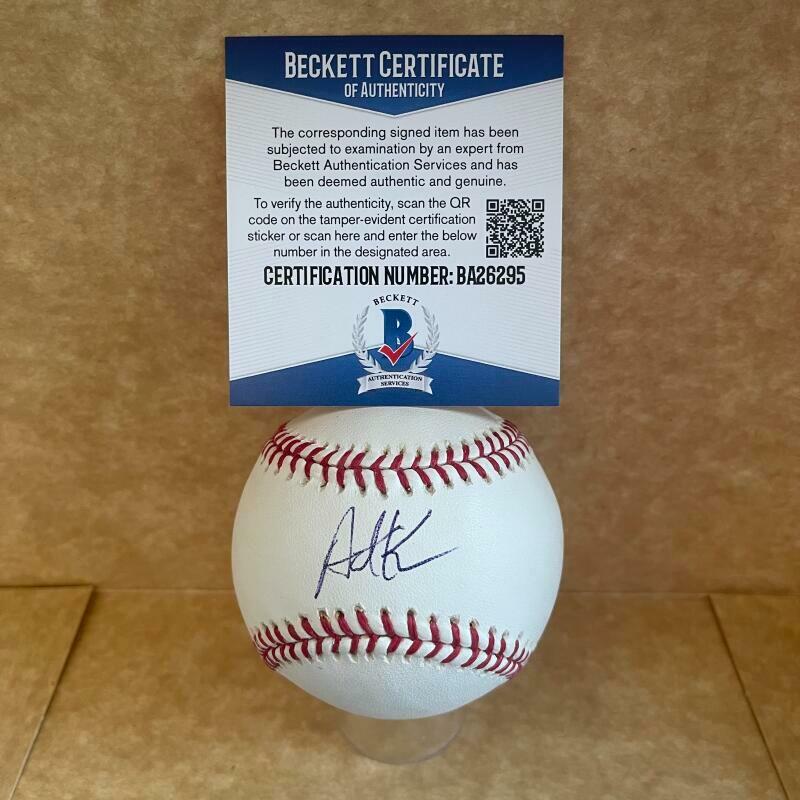 BECKETT CERTIFICATE
OF AUTHENTICITY
The corresponding signed item has been
subjected to examination by an expert from
Beckett Authentication Services and has
been deemed authentic and genuine.
To verify the authenticity, scan the QR
code on the tamper-evident certification
sticker or scan here and enter the below
number in the designated area.
CERTIFICATION NUMBER: BA26295
BECKETT
B
AUTHENTICATION
SERVICES